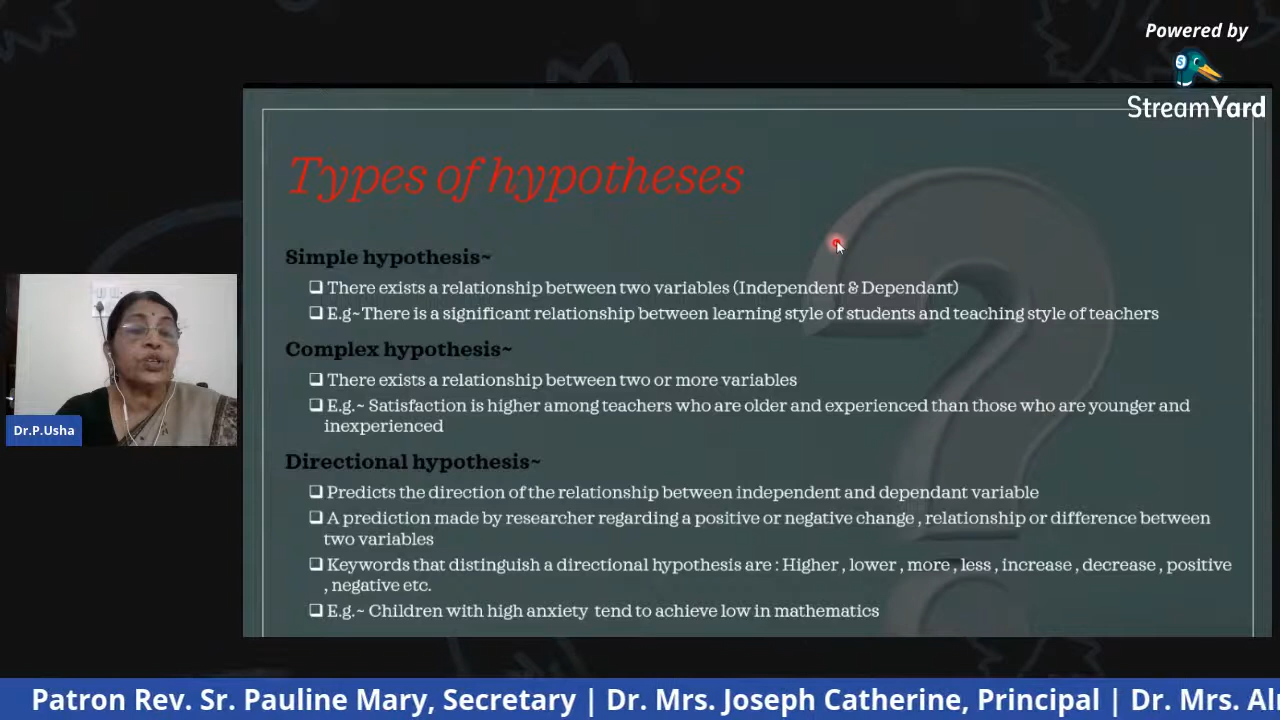 Powered by
StreamYard
Types of hypotheses
Simple hypothesis~
❑ There exists a relationship between two variables (Independent & Dependant)
❑ E.g~There is a significant relationship between learning style of students and teaching style of teachers
Complex hypothesis~
❑ There exists a relationship between two or more variables
❑ E.g.~ Satisfaction is higher among teachers who are older and experienced than those who are younger and
inexperienced
Directional hypothesis~
❑ Predicts the direction of the relationship between independent and dependant variable
❑ A prediction made by researcher regarding a positive or negative change , relationship or difference between
two variables
❑ Keywords that distinguish a directional hypothesis are : Higher , lower , more , less , increase , decrease , positive
, negative etc.
❑ E.g.~ Children with high anxiety tend to achieve low in mathematics
Dr.P.Usha
Patron Rev. Sr. Pauline Mary, Secretary | Dr. Mrs. Joseph Catherine, Principal | Dr. Mrs.